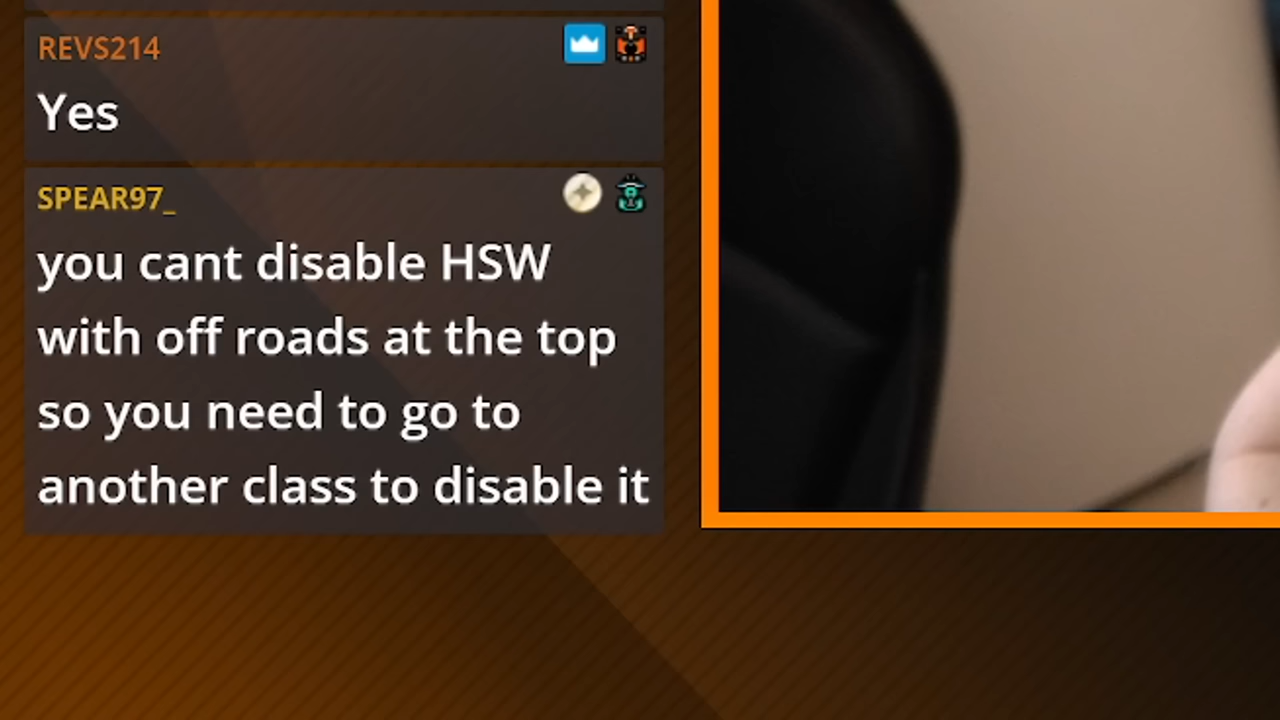 REVS214
Yes
SPEAR97_
you cant disable HSW
with off roads at the top
so you need to go to
another class to disable it